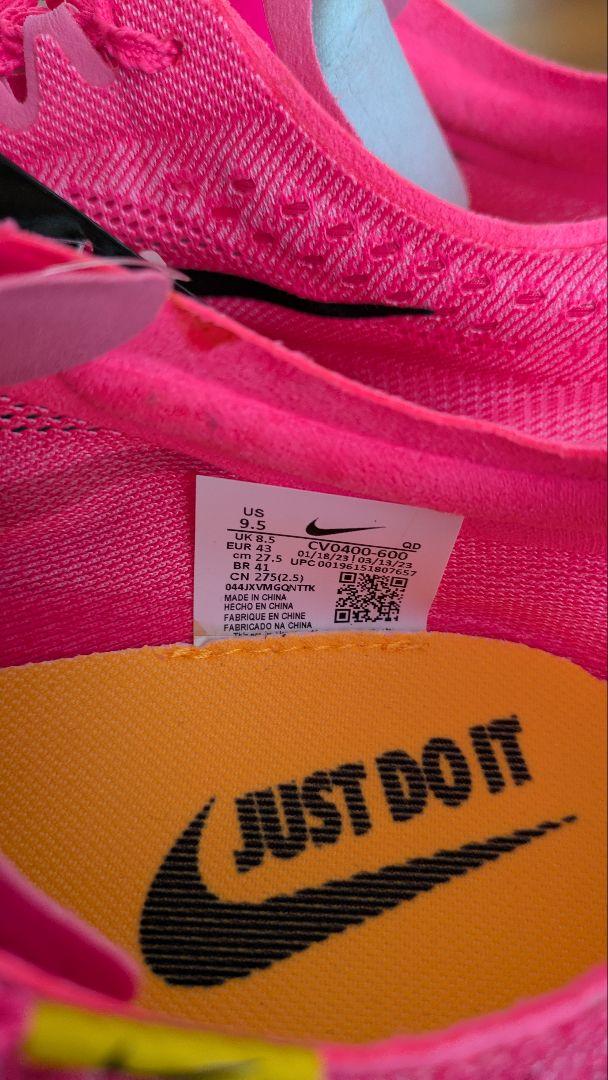 US
9.5
UK 8.5
EUR 43
cm 27.5
BR 41
CN 275(2.5)
QD
CV0400-600
01/18/23 | 03/13/23
UPC 00196151807657
044JXVMGQNTTK
MADE IN CHINA
HECHO EN CHINA
FABRIQUE EN CHINE
FABRICADO NA CHINA
JUST DO IT